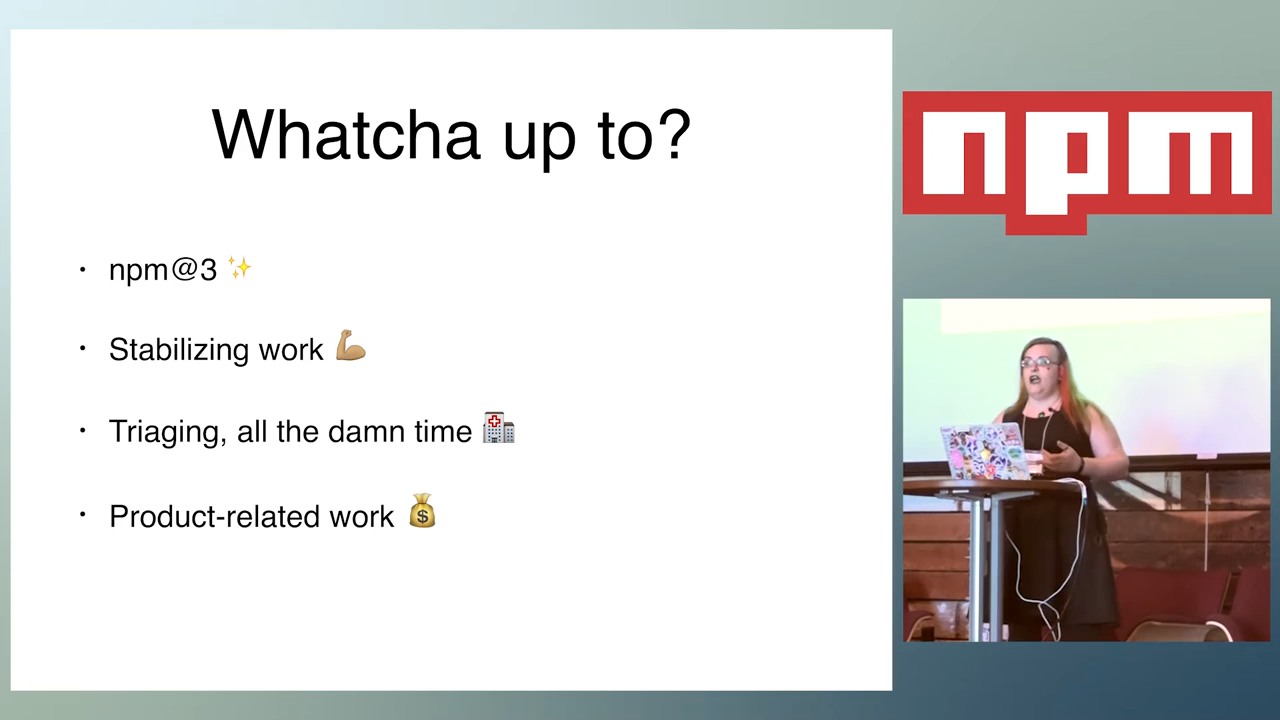 Whatcha up to?
• npm@3 ✨
• Stabilizing work 💪🏽
• Triaging, all the damn time 🏥
• Product-related work 💰
npm